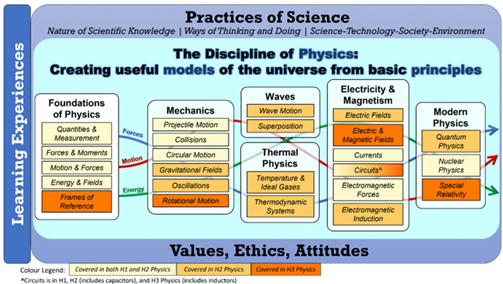 Practices of Science
Nature of Scientific Knowledge | Ways of Thinking and Doing | Science-Technology-Society-Environment
Learning Experiences
The Discipline of Physics:
Creating useful models of the universe from basic principles
Foundations
of Physics
Quantities &
Measurement
Forces & Moments
Motion & Forces
Energy & Fields
Frames of
Reference
Forces
Motion
Energy
Mechanics
Projectile Motion
Collisions
Circular Motion
Gravitational Fields
Oscillations
Rotational Motion
Waves
Wave Motion
Superposition
Thermal
Physics
Temperature &
Ideal Gases
Thermodynamic
Systems
Electricity &
Magnetism
Electric Fields
Electric &
Magnetic Fields
Currents
Circuits^
Electromagnetic
Forces
Electromagnetic
Induction
Modern
Physics
Quantum
Physics
Nuclear
Physics
Special
Relativity
Values, Ethics, Attitudes
Colour Legend:
Covered in both H1 and H2 Physics
Covered in H2 Physics
Covered in H3 Physics
^Circuits is in H1, H2 (includes capacitors), and H3 Physics (includes inductors)